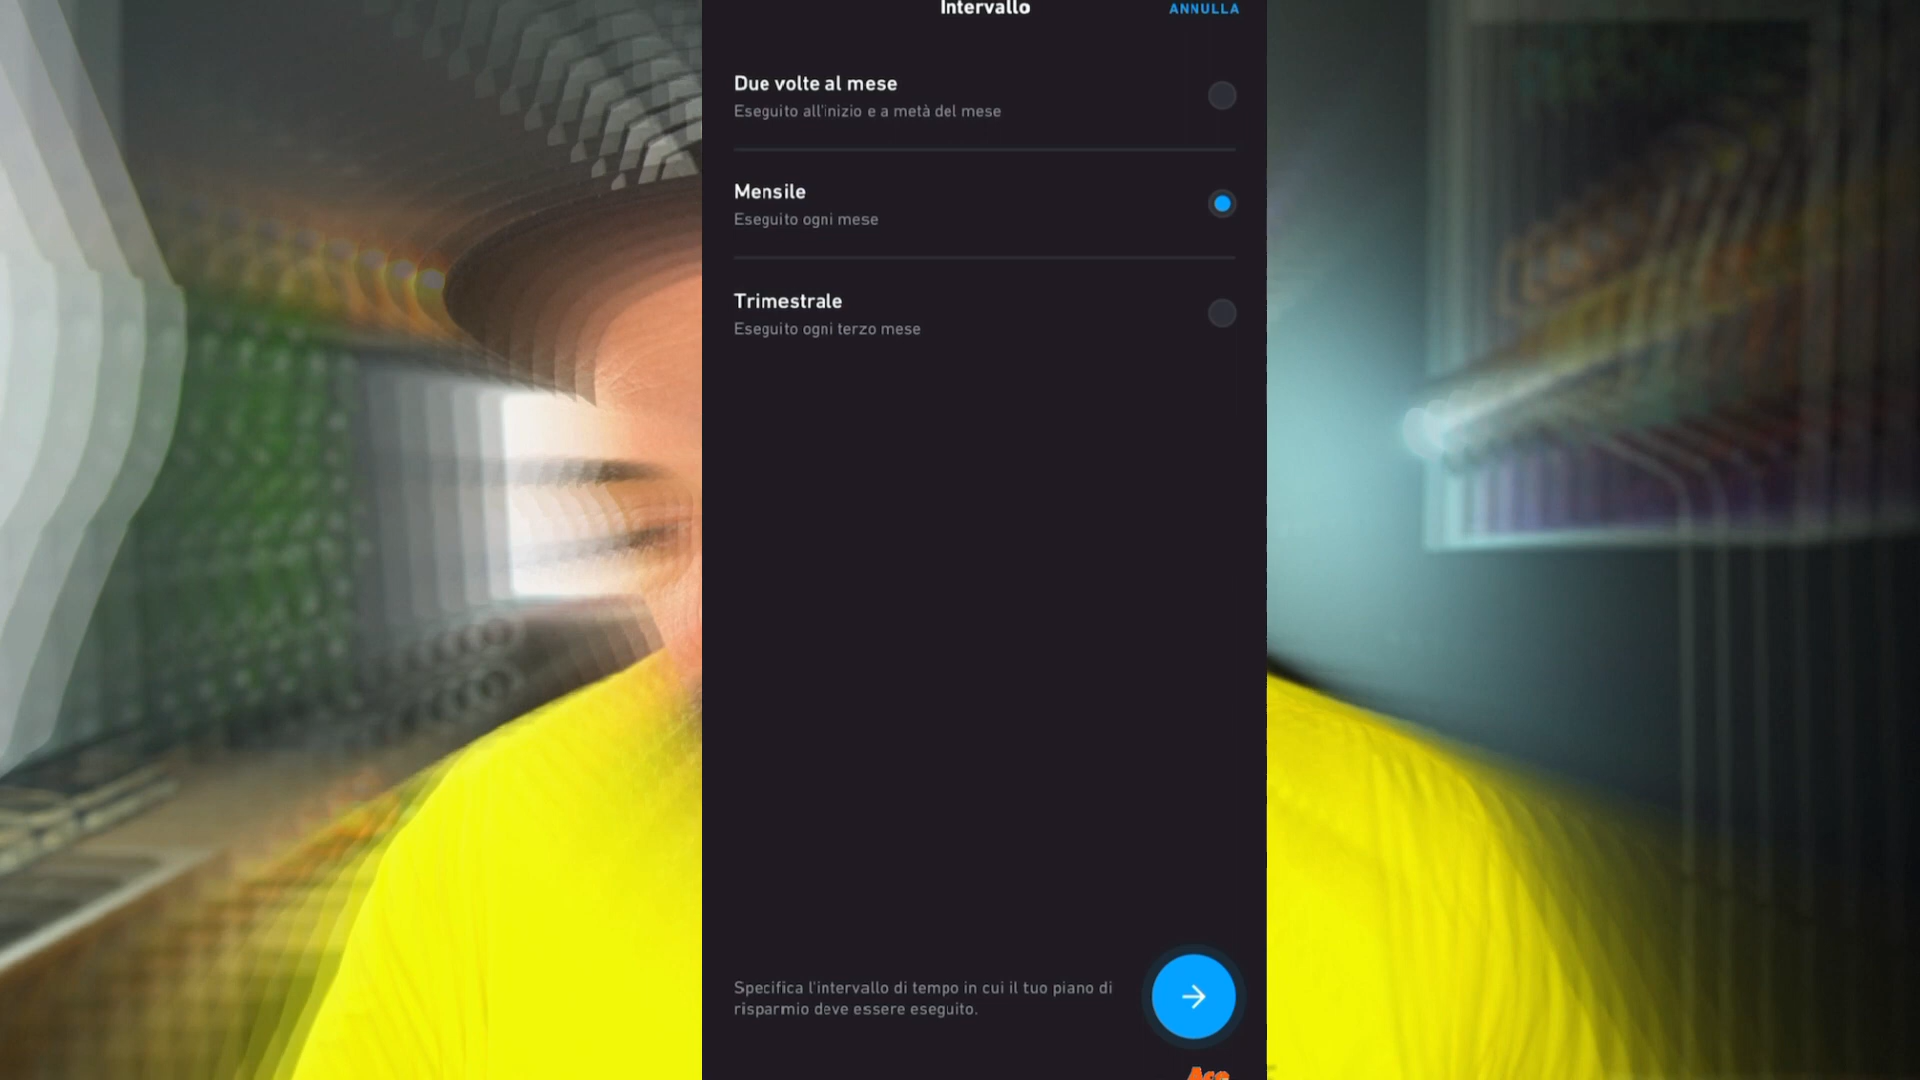 Intervallo
ANNULLA
Due volte al mese
Eseguito all'inizio e a metà del mese
Mensile
Eseguito ogni mese
Trimestrale
Eseguito ogni terzo mese
Specifica l'intervallo di tempo in cui il tuo piano di
risparmio deve essere eseguito.
Ace